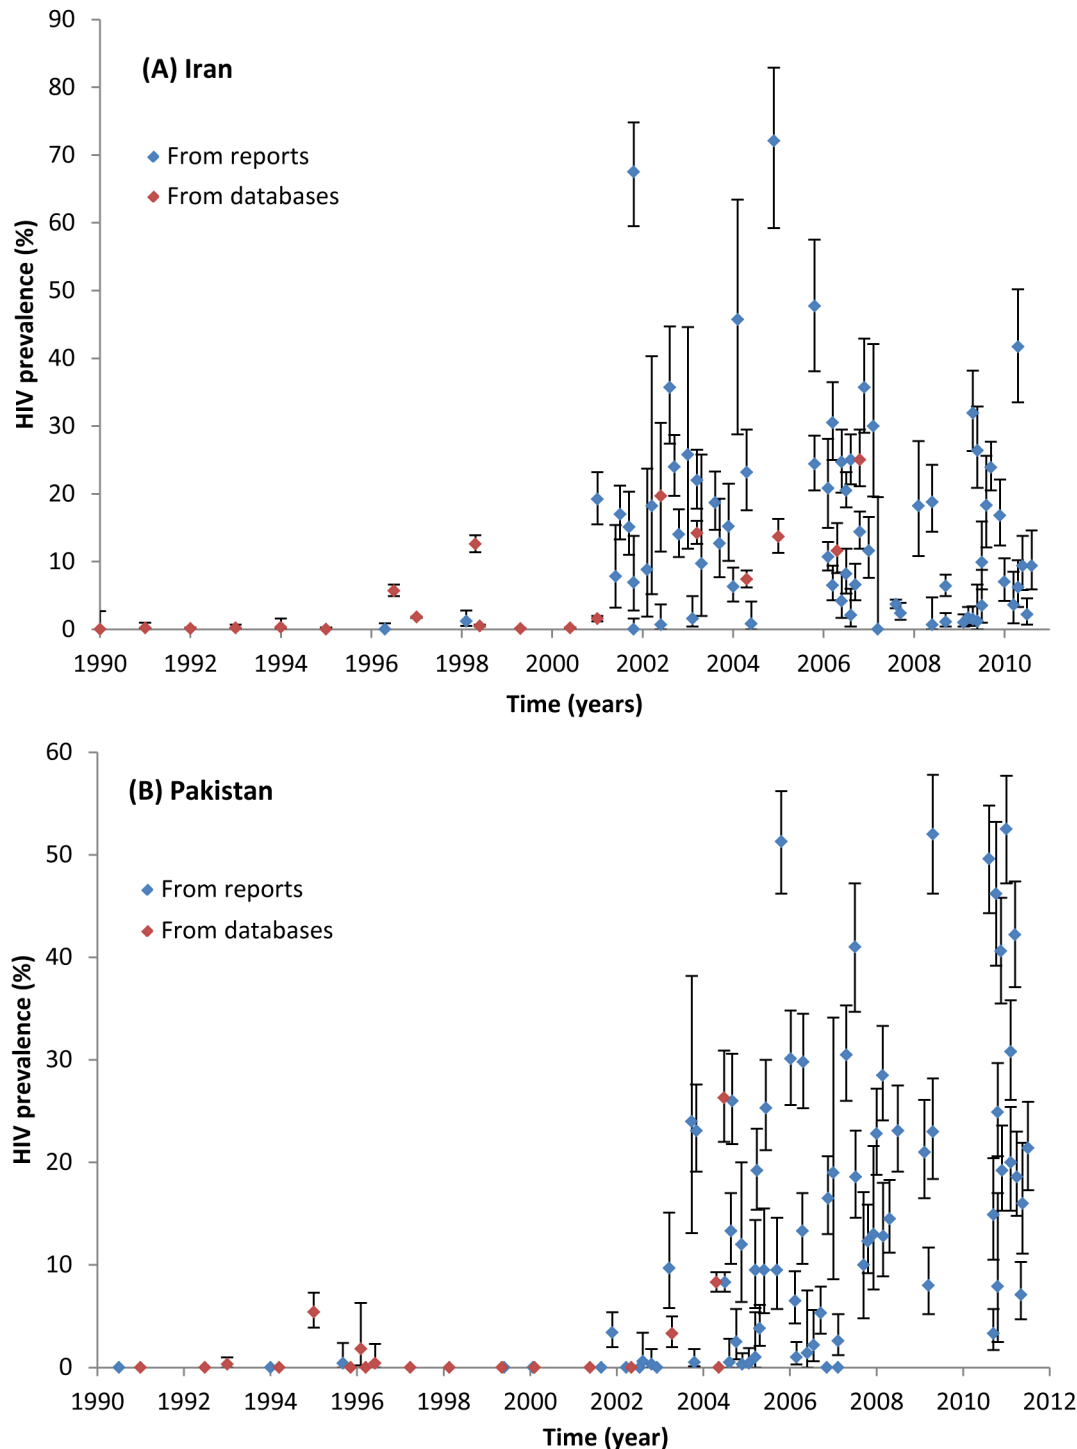 90
(A) Iran
80
70
From reports
From databases
60
50
40
30
20
10
0
HIV prevalence (%)
1990 1992 1994 1996 1998 2000 2002 2004 2006 2008 2010
Time (years)
60
(B) Pakistan
50
From reports
From databases
40
30
20
10
0
HIV prevalence (%)
1990 1992 1994 1996 1998 2000 2002 2004 2006 2008 2010 2012
Time (year)